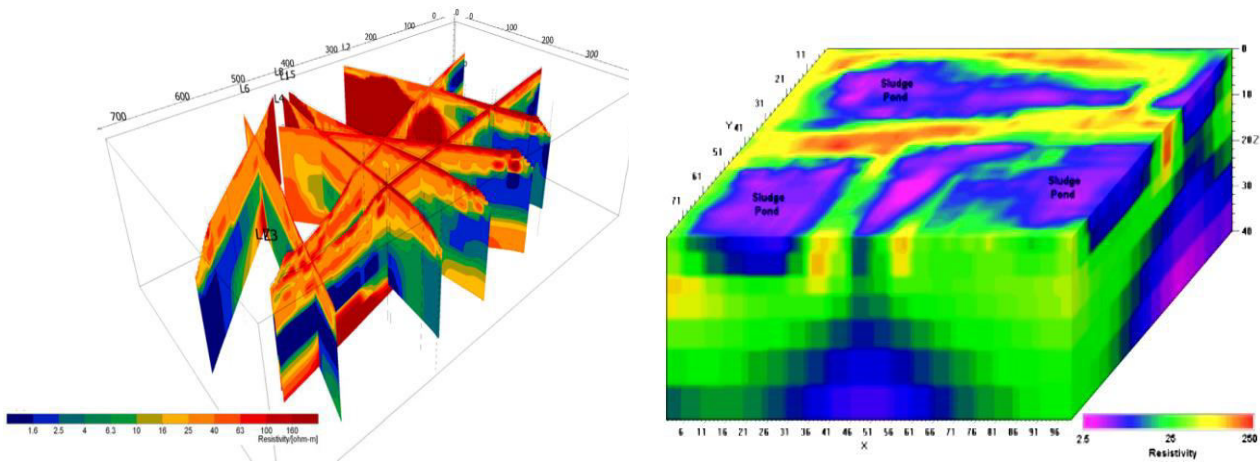 0 0
100 100
200 200
300 300
400
500
600
700
L2
L5
L6
L4
1.6 2.5 4 6.3 10 16 25 40 63 100 160
Resistivity/[ohm-m]
11
21
31
Y 41
51
61
71
Sludge
Pond
Sludge
Pond
Sludge
Pond
0
10
20 Z
30
40
6 11 16 21 26 31 36 41 46 51 56 61 66 71 76 81 86 91 96
X
2.5 25 250
Resistivity